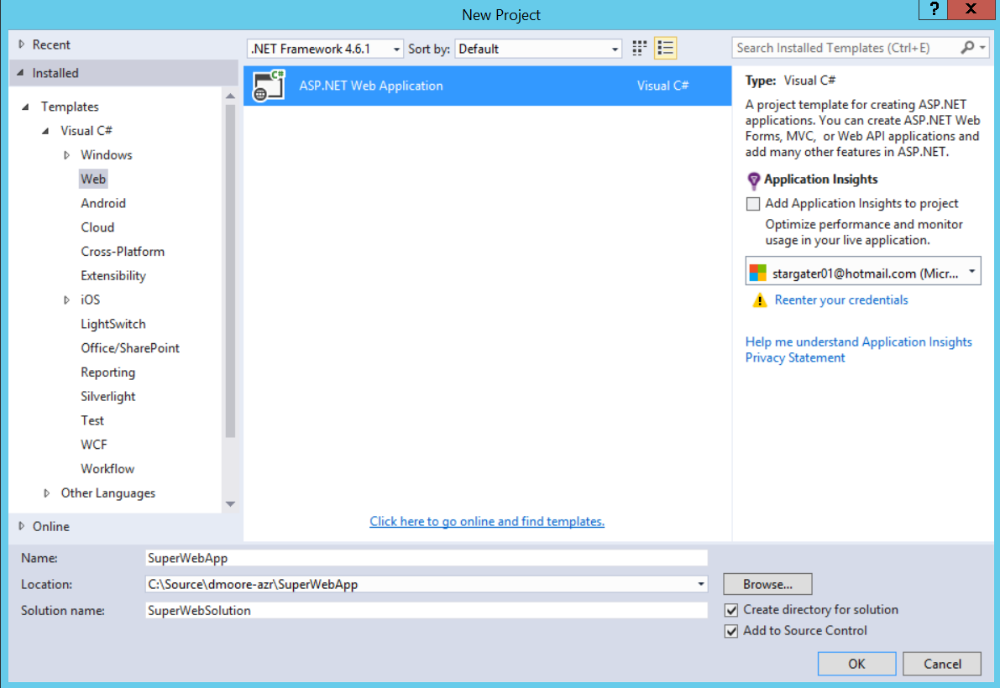 New Project
?
X
Recent
Installed
Templates
Visual C#
Windows
Web
Android
Cloud
Cross-Platform
Extensibility
iOS
LightSwitch
Office/SharePoint
Reporting
Silverlight
Test
WCF
Workflow
Other Languages
Online
.NET Framework 4.6.1 Sort by: Default
C# ASP.NET Web Application Visual C#
Click here to go online and find templates.
Search Installed Templates (Ctrl+E)
Type: Visual C#
A project template for creating ASP.NET
applications. You can create ASP.NET Web
Forms, MVC, or Web API applications and
add many other features in ASP.NET.
Application Insights
Add Application Insights to project
Optimize performance and monitor
usage in your live application.
stargater01@hotmail.com (Micr...
Reenter your credentials
Help me understand Application Insights
Privacy Statement
Name: SuperWebApp
Location: C:\Source\dmoore-azr\SuperWebApp Browse...
Solution name: SuperWebSolution
Create directory for solution
Add to Source Control
OK Cancel